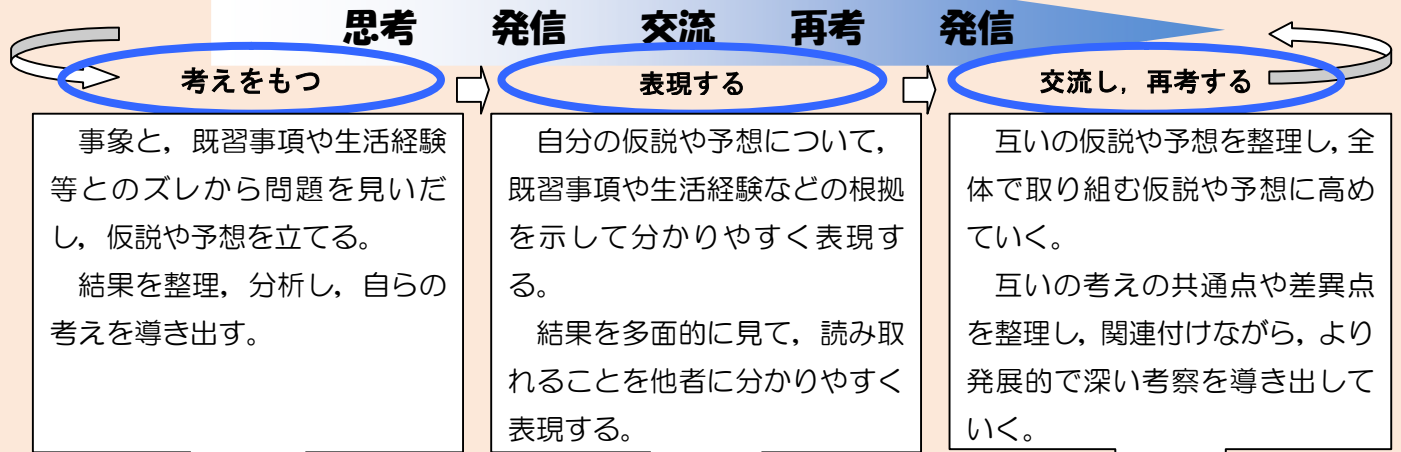 思考 発信 交流 再考 発信
考えをもつ
事象と，既習事項や生活経験
等とのズレから問題を見いだ
し，仮説や予想を立てる。
結果を整理，分析し，自らの
考えを導き出す。
表現する
自分の仮説や予想について，
既習事項や生活経験などの根拠
を示して分かりやすく表現す
る。
結果を多面的に見て，読み取
れることを他者に分かりやすく
表現する。
交流し，再考する
互いの仮説や予想を整理し，全
体で取り組む仮説や予想に高め
ていく。
互いの考えの共通点や差異点
を整理し，関連付けながら，より
発展的で深い考察を導き出して
いく。